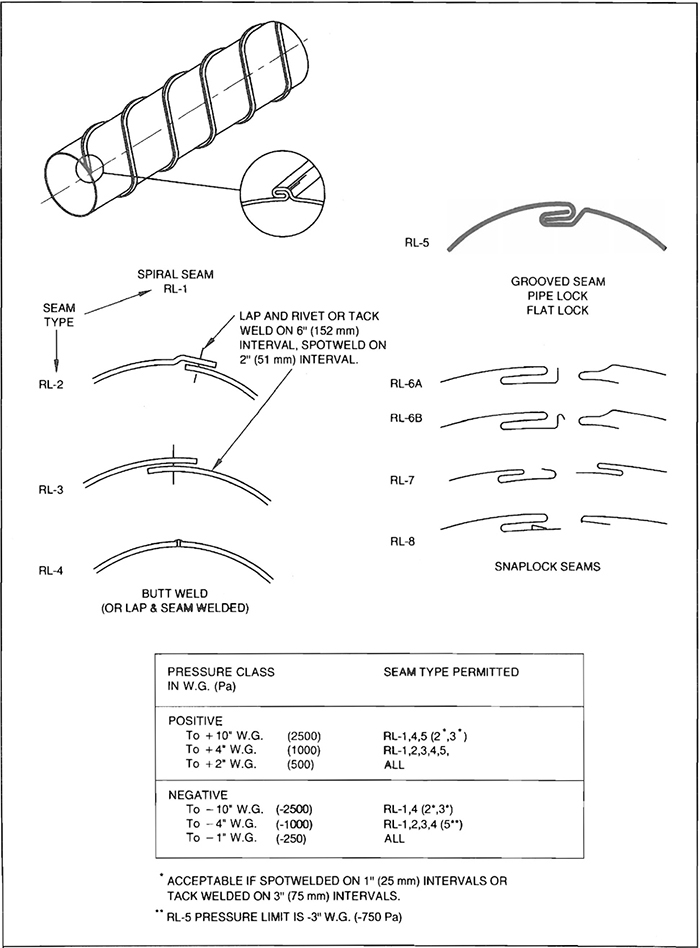 SPIRAL SEAM
RL-1
SEAM
TYPE
LAP AND RIVET OR TACK
WELD ON 6" (152 mm)
INTERVAL, SPOTWELD ON
2" (51 mm) INTERVAL.
RL-2
RL-3
RL-4
BUTT WELD
(OR LAP & SEAM WELDED)
RL-5
GROOVED SEAM
PIPE LOCK
FLAT LOCK
RL-6A
RL-6B
RL-7
RL-8
SNAPLOCK SEAMS
PRESSURE CLASS SEAM TYPE PERMITTED
IN W.G. (Pa)
POSITIVE
To + 10" W.G. (2500) RL-1,4,5 (2*,3*)
To + 4" W.G. (1000) RL-1,2,3,4,5,
To + 2" W.G. (500) ALL
NEGATIVE
To − 10" W.G. (-2500) RL-1,4 (2*,3*)
To − 4" W.G. (-1000) RL-1,2,3,4 (5**)
To − 1" W.G. (-250) ALL
* ACCEPTABLE IF SPOTWELDED ON 1" (25 mm) INTERVALS OR
TACK WELDED ON 3" (75 mm) INTERVALS.
** RL-5 PRESSURE LIMIT IS -3" W.G. (-750 Pa)